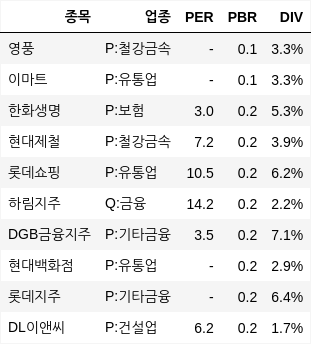 종목 업종 PER PBR DIV
영풍 P:철강금속 - 0.1 3.3%
이마트 P:유통업 - 0.1 3.3%
한화생명 P:보험 3.0 0.2 5.3%
현대제철 P:철강금속 7.2 0.2 3.9%
롯데쇼핑 P:유통업 10.5 0.2 6.2%
하림지주 Q:금융 14.2 0.2 2.2%
DGB금융지주 P:기타금융 3.5 0.2 7.1%
현대백화점 P:유통업 - 0.2 2.9%
롯데지주 P:기타금융 - 0.2 6.4%
DL이앤씨 P:건설업 6.2 0.2 1.7%